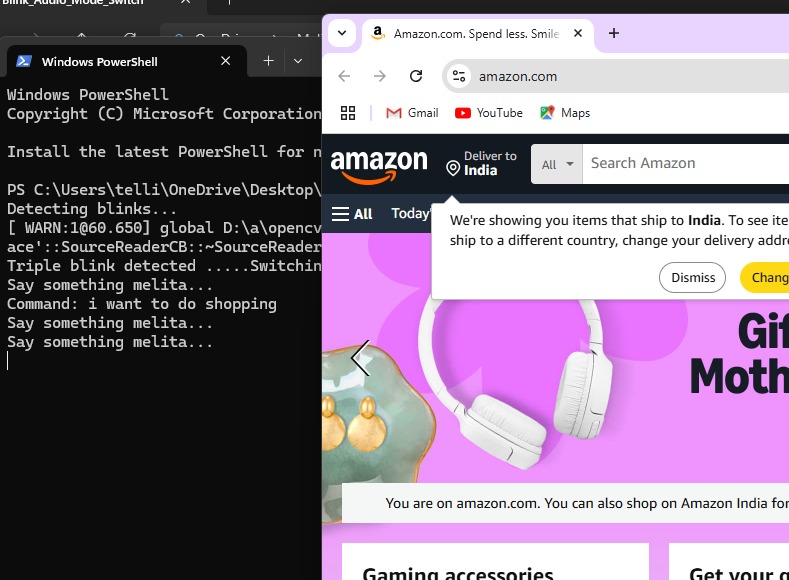 Blink_Audio_Mode_Switch
Windows PowerShell
Windows PowerShell
Copyright (C) Microsoft Corporation
Install the latest PowerShell for
PS C:\Users\telli\OneDrive\Desktop\
Detecting blinks...
[ WARN:1@60.650] global D:\a\opencv
ace'::SourceReaderCB::~SourceReader
Triple blink detected .....Switchin
Say something melita...
Command: i want to do shopping
Say something melita...
Say something melita...
Amazon.com. Spend less. Smile
amazon.com
Gmail
YouTube
Maps
amazon
Deliver to
India
All
Search Amazon
All
Today'
We're showing you items that ship to India. To see ite
ship to a different country, change your delivery addre
Dismiss
Chang
Gif
Moth
You are on amazon.com. You can also shop on Amazon India for
Gaming accessories
Get your g